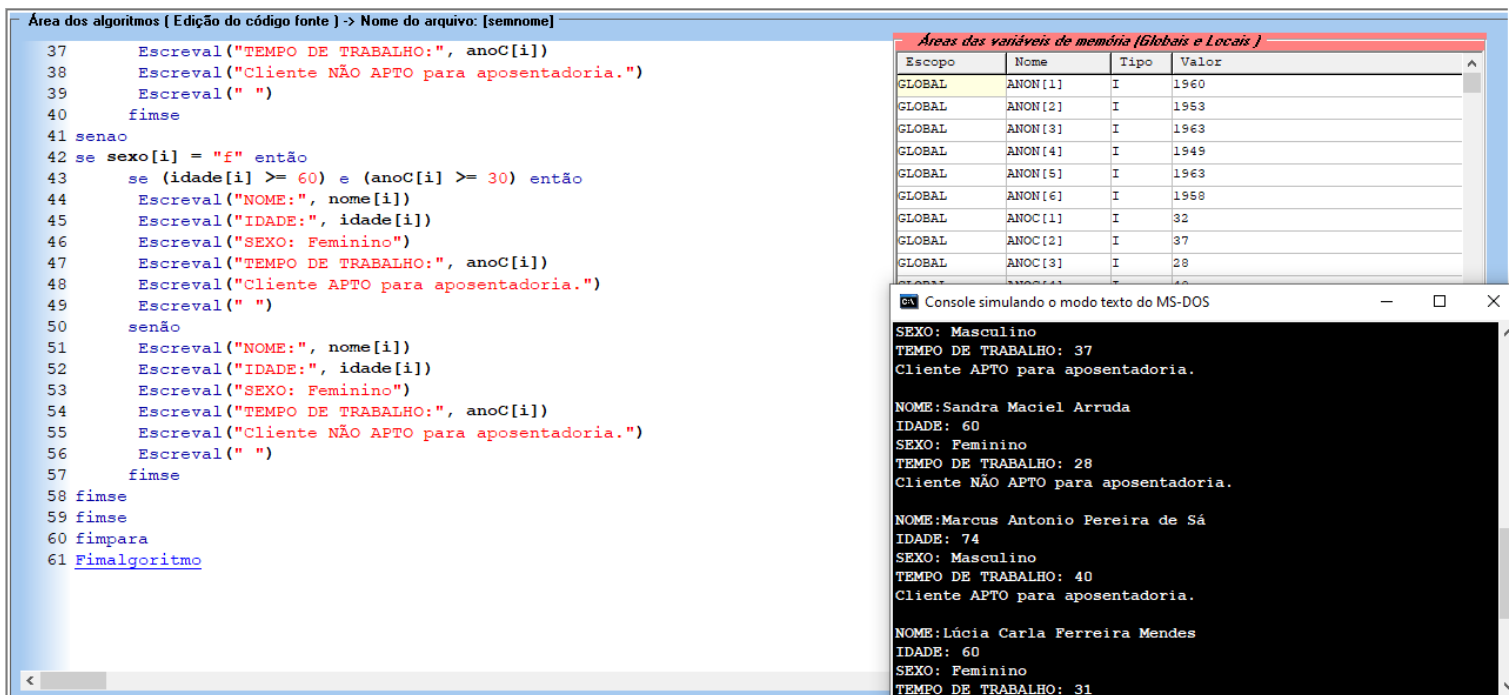 Área dos algoritmos ( Edição do código fonte ) -> Nome do arquivo: [semnome]
37 Escreval("TEMPO DE TRABALHO:", anoC[i])
38 Escreval("Cliente NÃO APTO para aposentadoria.")
39 Escreval(" ")
40 fimse
41 senao
42 se sexo[i] = "f" então
43 se (idade[i] >= 60) e (anoC[i] >= 30) então
44 Escreval("NOME:", nome[i])
45 Escreval("IDADE:", idade[i])
46 Escreval("SEXO: Feminino")
47 Escreval("TEMPO DE TRABALHO:", anoC[i])
48 Escreval("Cliente APTO para aposentadoria.")
49 Escreval(" ")
50 senão
51 Escreval("NOME:", nome[i])
52 Escreval("IDADE:", idade[i])
53 Escreval("SEXO: Feminino")
54 Escreval("TEMPO DE TRABALHO:", anoC[i])
55 Escreval("Cliente NÃO APTO para aposentadoria.")
56 Escreval(" ")
57 fimse
58 fimse
59 fimse
60 fimpara
61 Fimalgoritmo
Áreas das variáveis de memória (Globais e Locais )
Escopo Nome Tipo Valor
GLOBAL ANON[1] I 1960
GLOBAL ANON[2] I 1953
GLOBAL ANON[3] I 1963
GLOBAL ANON[4] I 1949
GLOBAL ANON[5] I 1963
GLOBAL ANON[6] I 1958
GLOBAL ANOC[1] I 32
GLOBAL ANOC[2] I 37
GLOBAL ANOC[3] I 28
Console simulando o modo texto do MS-DOS
SEXO: Masculino
TEMPO DE TRABALHO: 37
Cliente APTO para aposentadoria.
NOME:Sandra Maciel Arruda
IDADE: 60
SEXO: Feminino
TEMPO DE TRABALHO: 28
Cliente NÃO APTO para aposentadoria.
NOME:Marcus Antonio Pereira de Sá
IDADE: 74
SEXO: Masculino
TEMPO DE TRABALHO: 40
Cliente APTO para aposentadoria.
NOME:Lúcia Carla Ferreira Mendes
IDADE: 60
SEXO: Feminino
TEMPO DE TRABALHO: 31